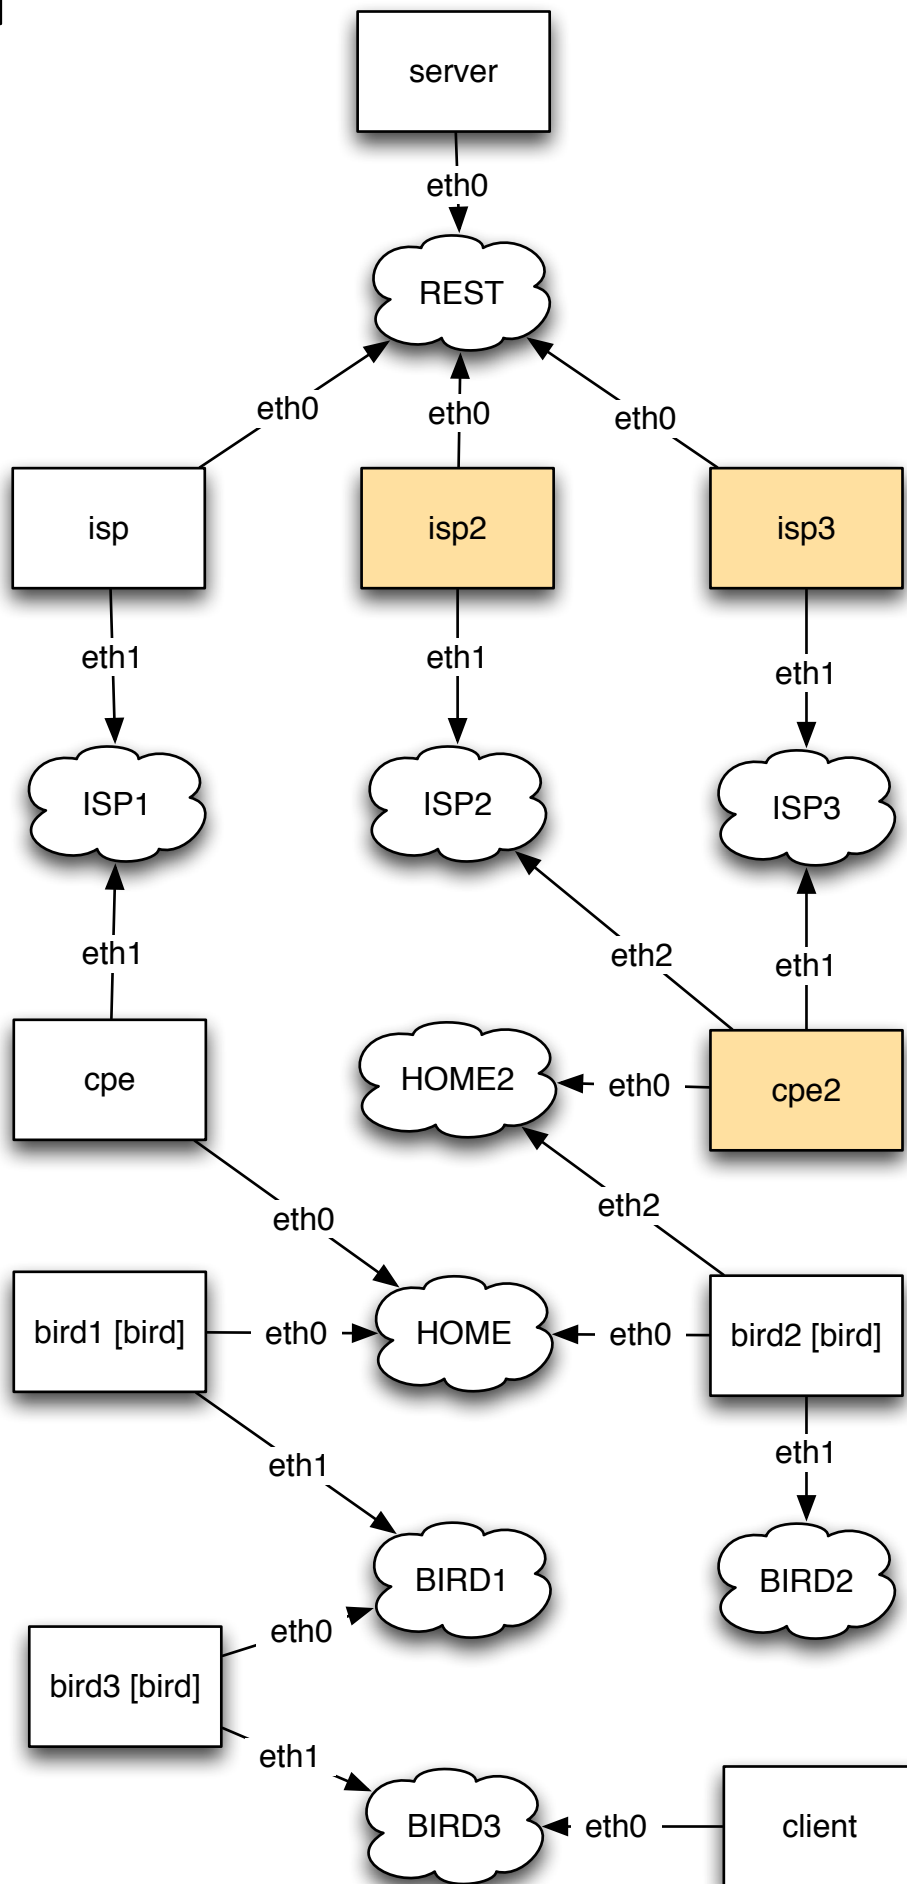 server
eth0
REST
eth0
eth0
eth0
isp
isp2
isp3
eth1
eth1
eth1
ISP1
ISP2
ISP3
eth1
eth2
eth1
cpe
HOME2
eth0
cpe2
eth2
eth0
bird1 [bird]
eth0
HOME
eth0
bird2 [bird]
eth1
eth1
BIRD1
BIRD2
eth0
bird3 [bird]
eth1
BIRD3
eth0
client